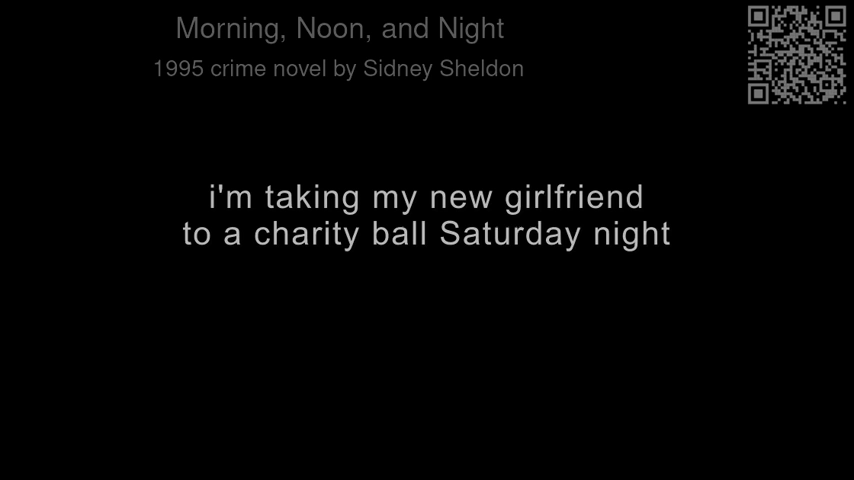 Morning, Noon, and Night
1995 crime novel by Sidney Sheldon
i'm taking my new girlfriend
to a charity ball Saturday night